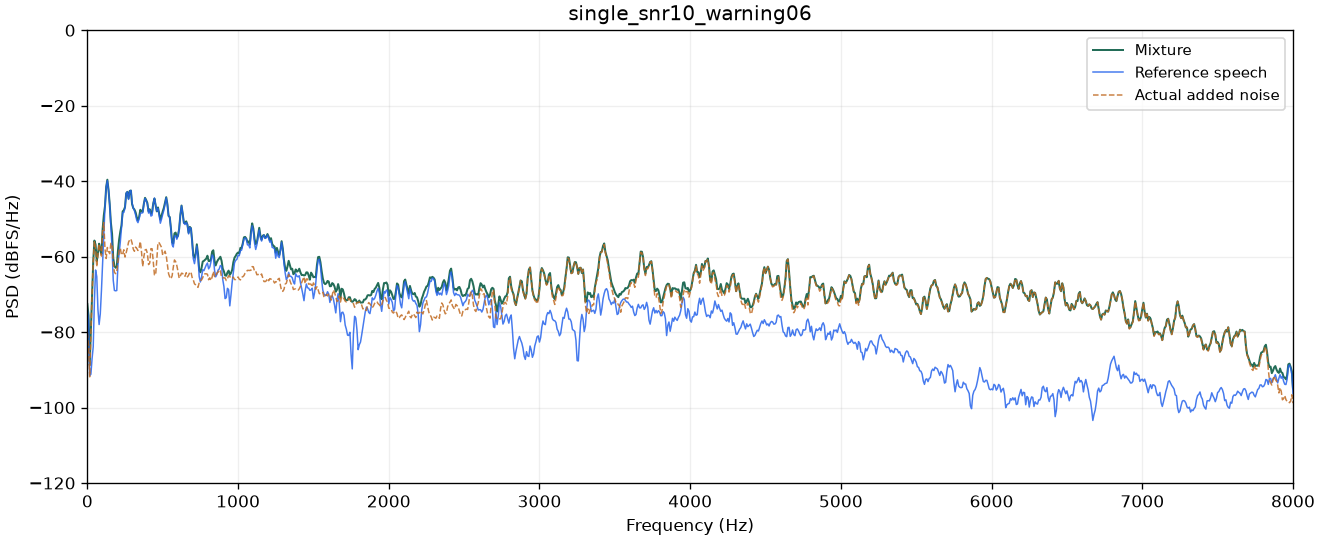 single_snr10_warning06
0
−20
−40
−60
−80
−100
−120
PSD (dBFS/Hz)
Mixture
Reference speech
Actual added noise
0 1000 2000 3000 4000 5000 6000 7000 8000
Frequency (Hz)